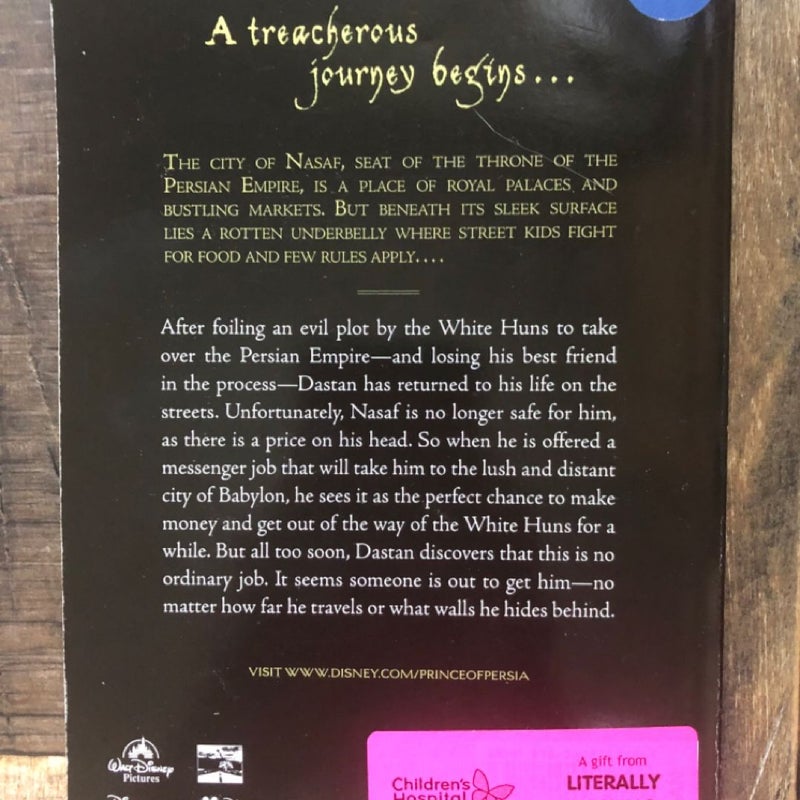 A treacherous
journey begins...
THE CITY OF NASAF, SEAT OF THE THRONE OF THE
PERSIAN EMPIRE, IS A PLACE OF ROYAL PALACES AND
BUSTLING MARKETS. BUT BENEATH ITS SLEEK SURFACE
LIES A ROTTEN UNDERBELLY WHERE STREET KIDS FIGHT
FOR FOOD AND FEW RULES APPLY....
After foiling an evil plot by the White Huns to take
over the Persian Empire—and losing his best friend
in the process—Dastan has returned to his life on the
streets. Unfortunately, Nasaf is no longer safe for him,
as there is a price on his head. So when he is offered a
messenger job that will take him to the lush and distant
city of Babylon, he sees it as the perfect chance to make
money and get out of the way of the White Huns for a
while. But all too soon, Dastan discovers that this is no
ordinary job. It seems someone is out to get him—no
matter how far he travels or what walls he hides behind.
VISIT WWW.DISNEY.COM/PRINCEOFPERSIA
WALT DISNEY
Pictures
Children's
Hospital
A gift from
LITERALLY